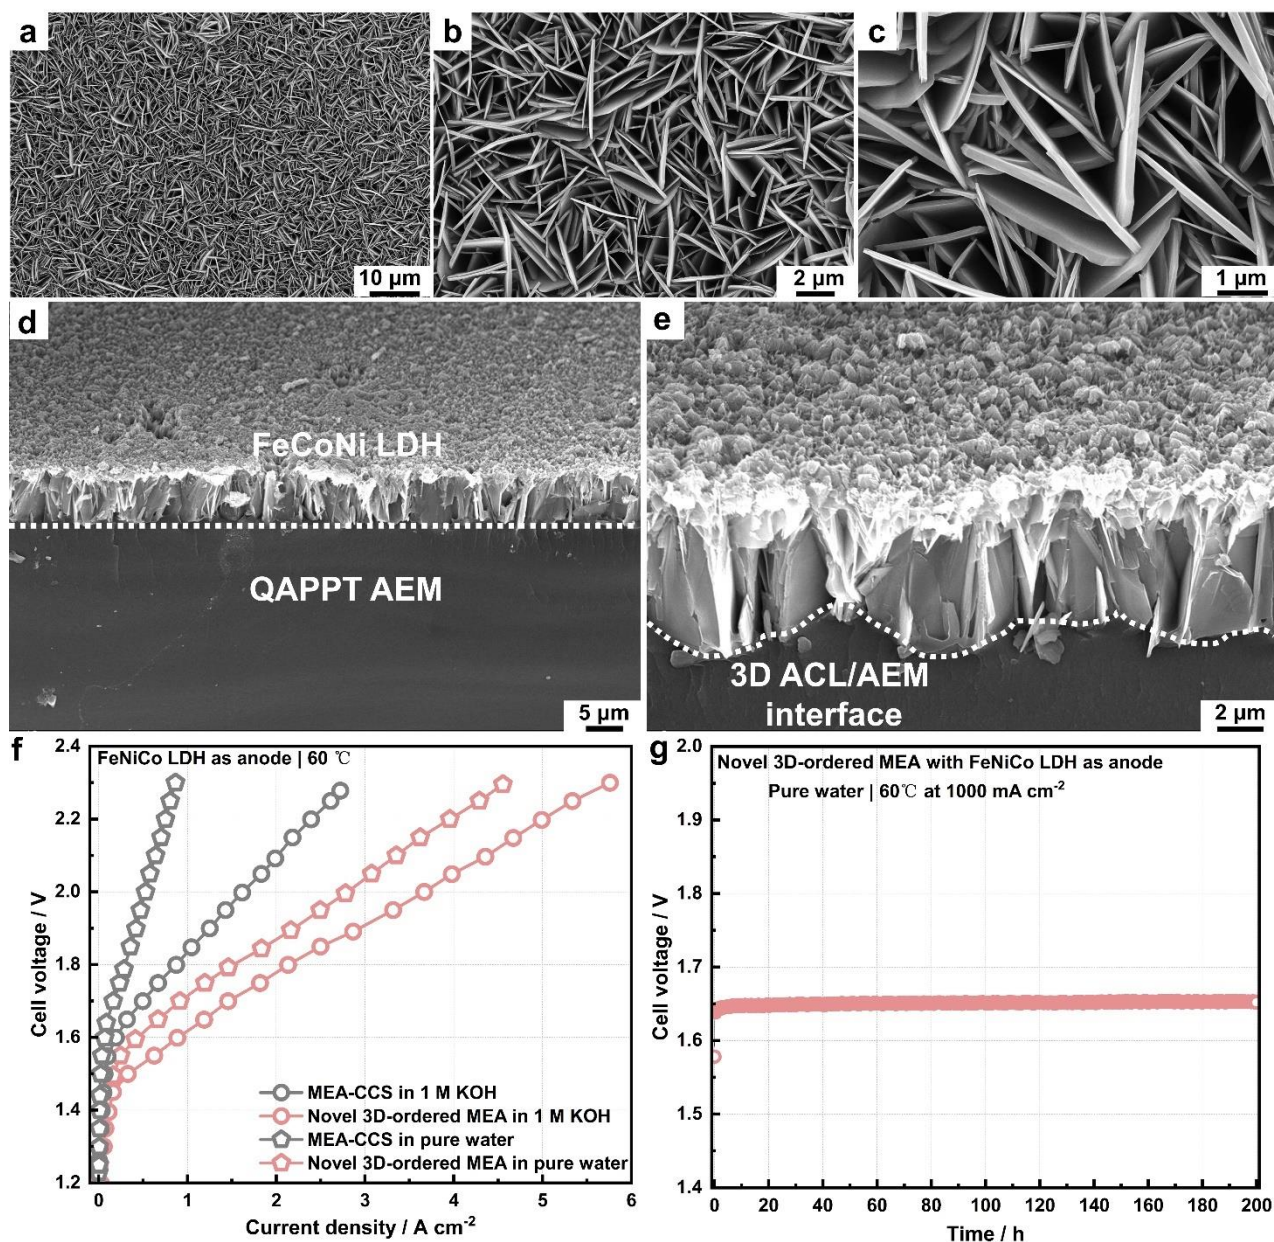 a
10 μm
b
2 μm
c
1 μm
d
FeCoNi LDH
QAPPT AEM
5 μm
e
3D ACL/AEM
interface
2 μm
f
FeNiCo LDH as anode | 60 ℃
2.4
2.2
2.0
1.8
1.6
1.4
1.2
Cell voltage / V
MEA-CCS in 1 M KOH
Novel 3D-ordered MEA in 1 M KOH
MEA-CCS in pure water
Novel 3D-ordered MEA in pure water
0 1 2 3 4 5 6
Current density / A cm⁻²
g
Novel 3D-ordered MEA with FeNiCo LDH as anode
Pure water | 60℃ at 1000 mA cm⁻²
2.0
1.9
1.8
1.7
1.6
1.5
1.4
Cell voltage / V
0 20 40 60 80 100 120 140 160 180 200
Time / h